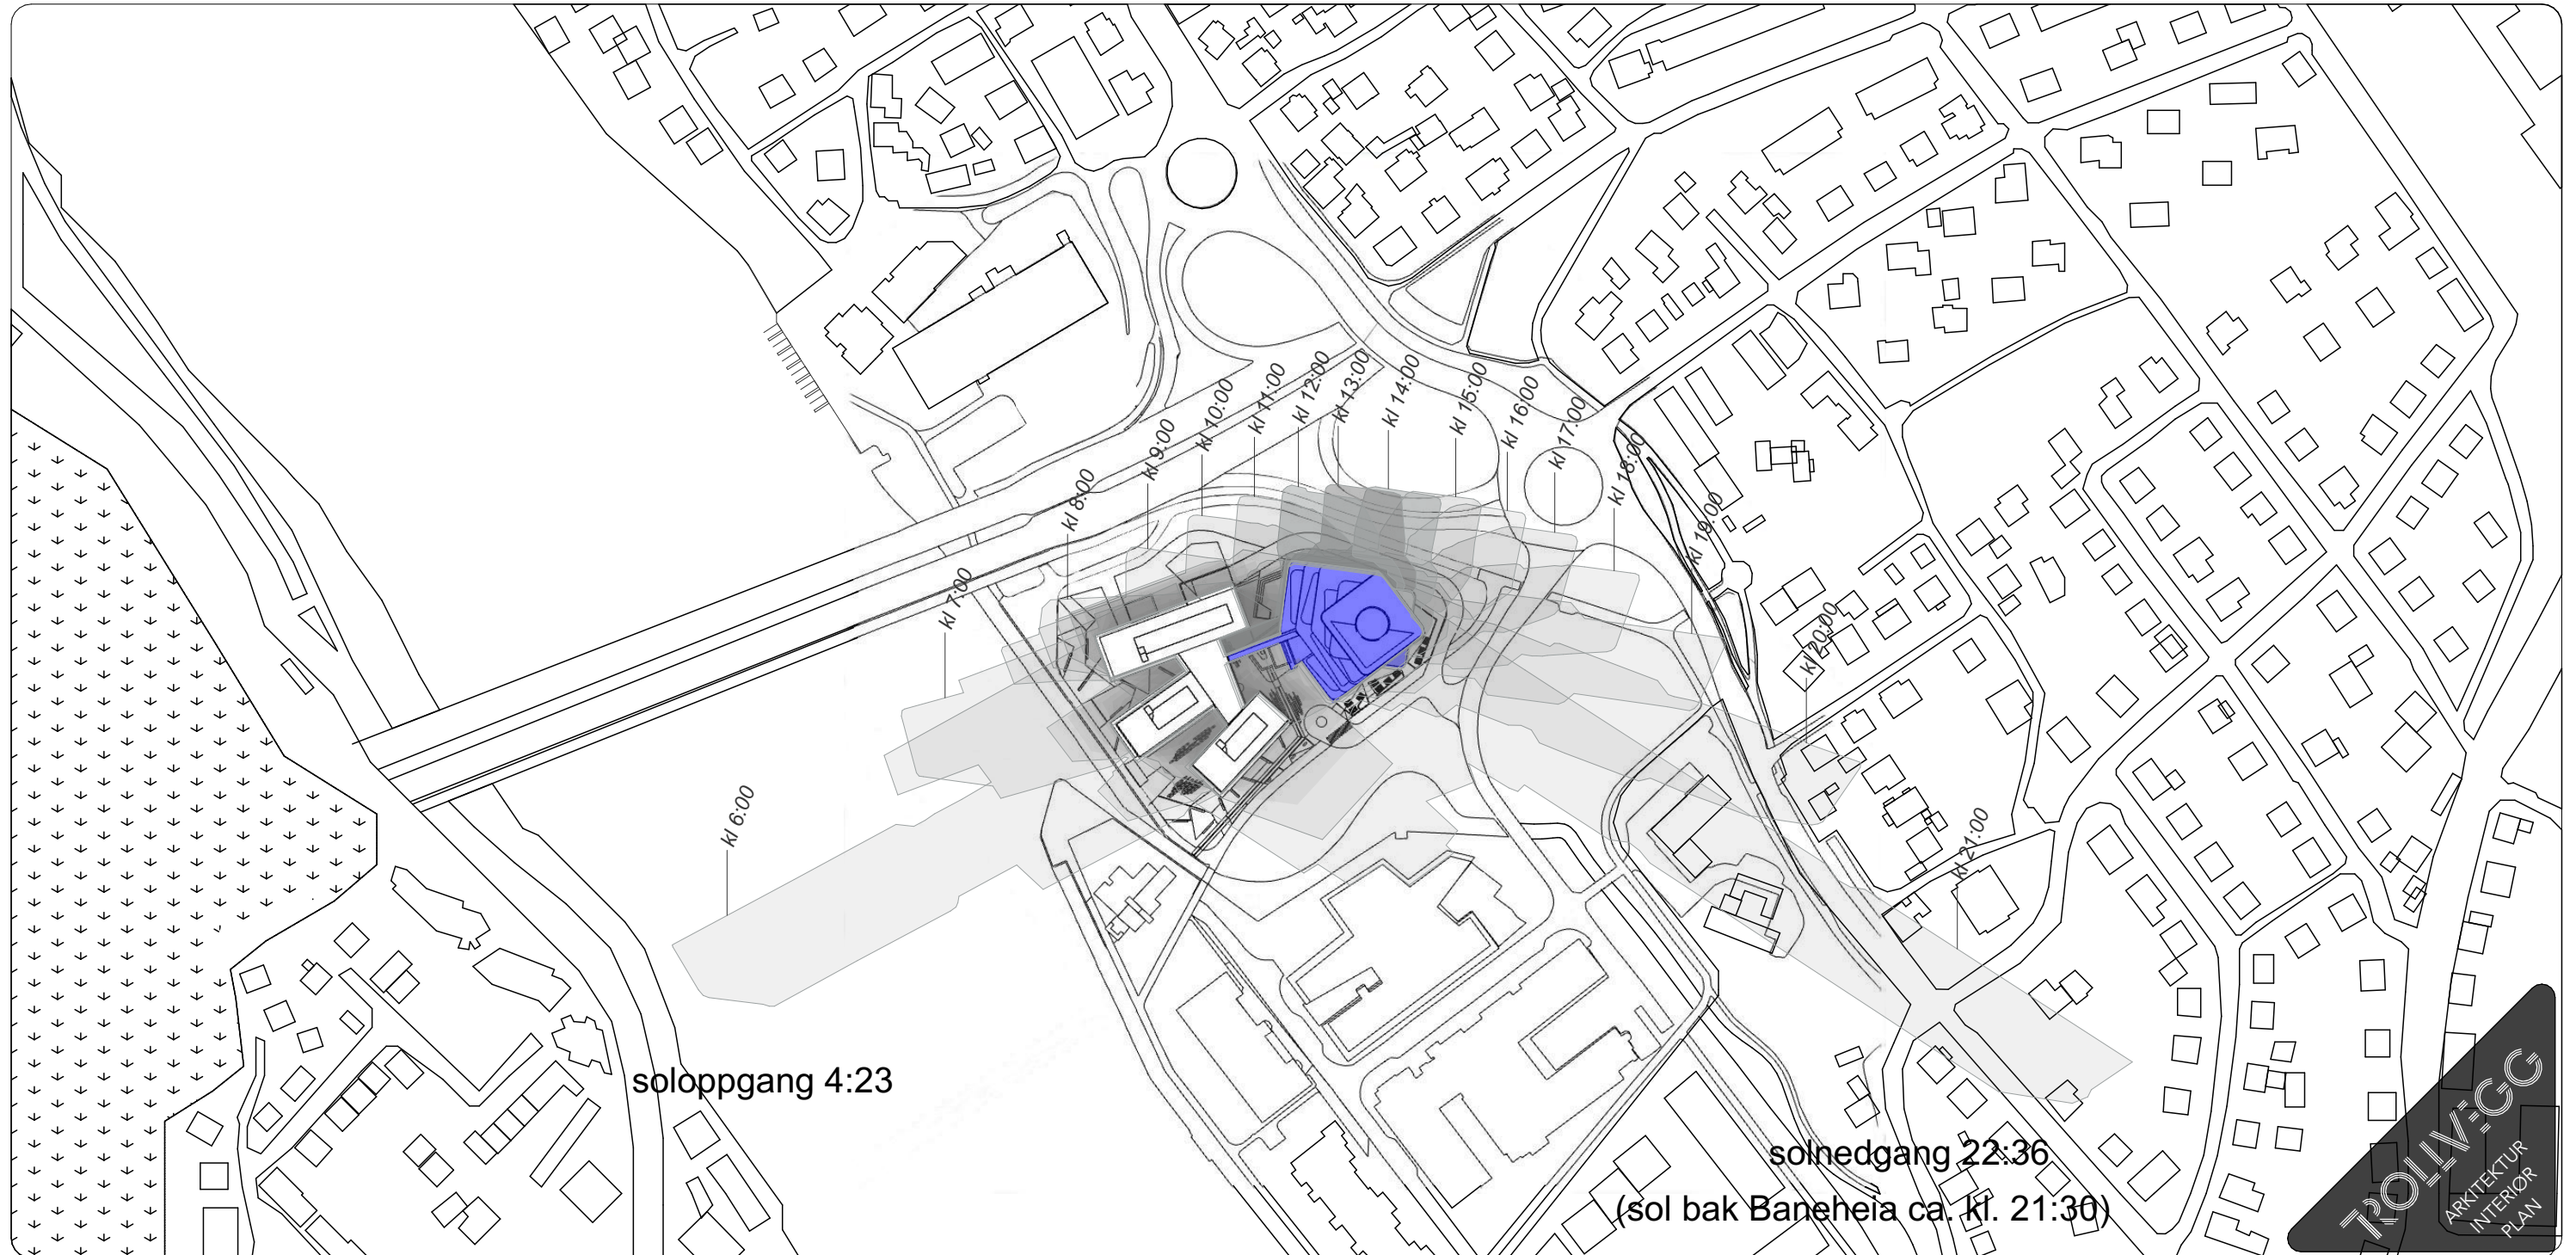 kl 6:00
kl 7:00
kl 8:00
kl 9:00
kl 10:00
kl 11:00
kl 12:00
kl 13:00
kl 14:00
kl 15:00
kl 16:00
kl 17:00
kl 18:00
kl 19:00
kl 20:00
kl 21:00
soloppgang 4:23
solnedgang 22:36
(sol bak Baneheia ca. kl. 21:30)
TROLLVEGG
ARKITEKTUR
INTERIØR
PLAN